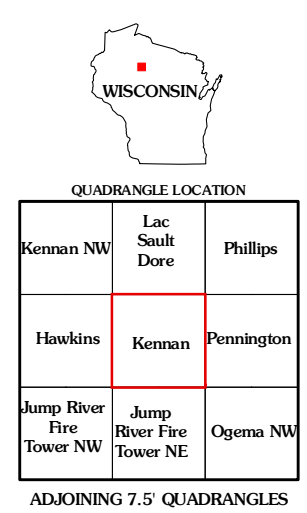 WISCONSIN
QUADRANGLE LOCATION
Kennan NW
Lac
Sault
Dore
Phillips
Hawkins
Kennan
Pennington
Jump River
Fire
Tower NW
Jump
River Fire
Tower NE
Ogema NW
ADJOINING 7.5' QUADRANGLES